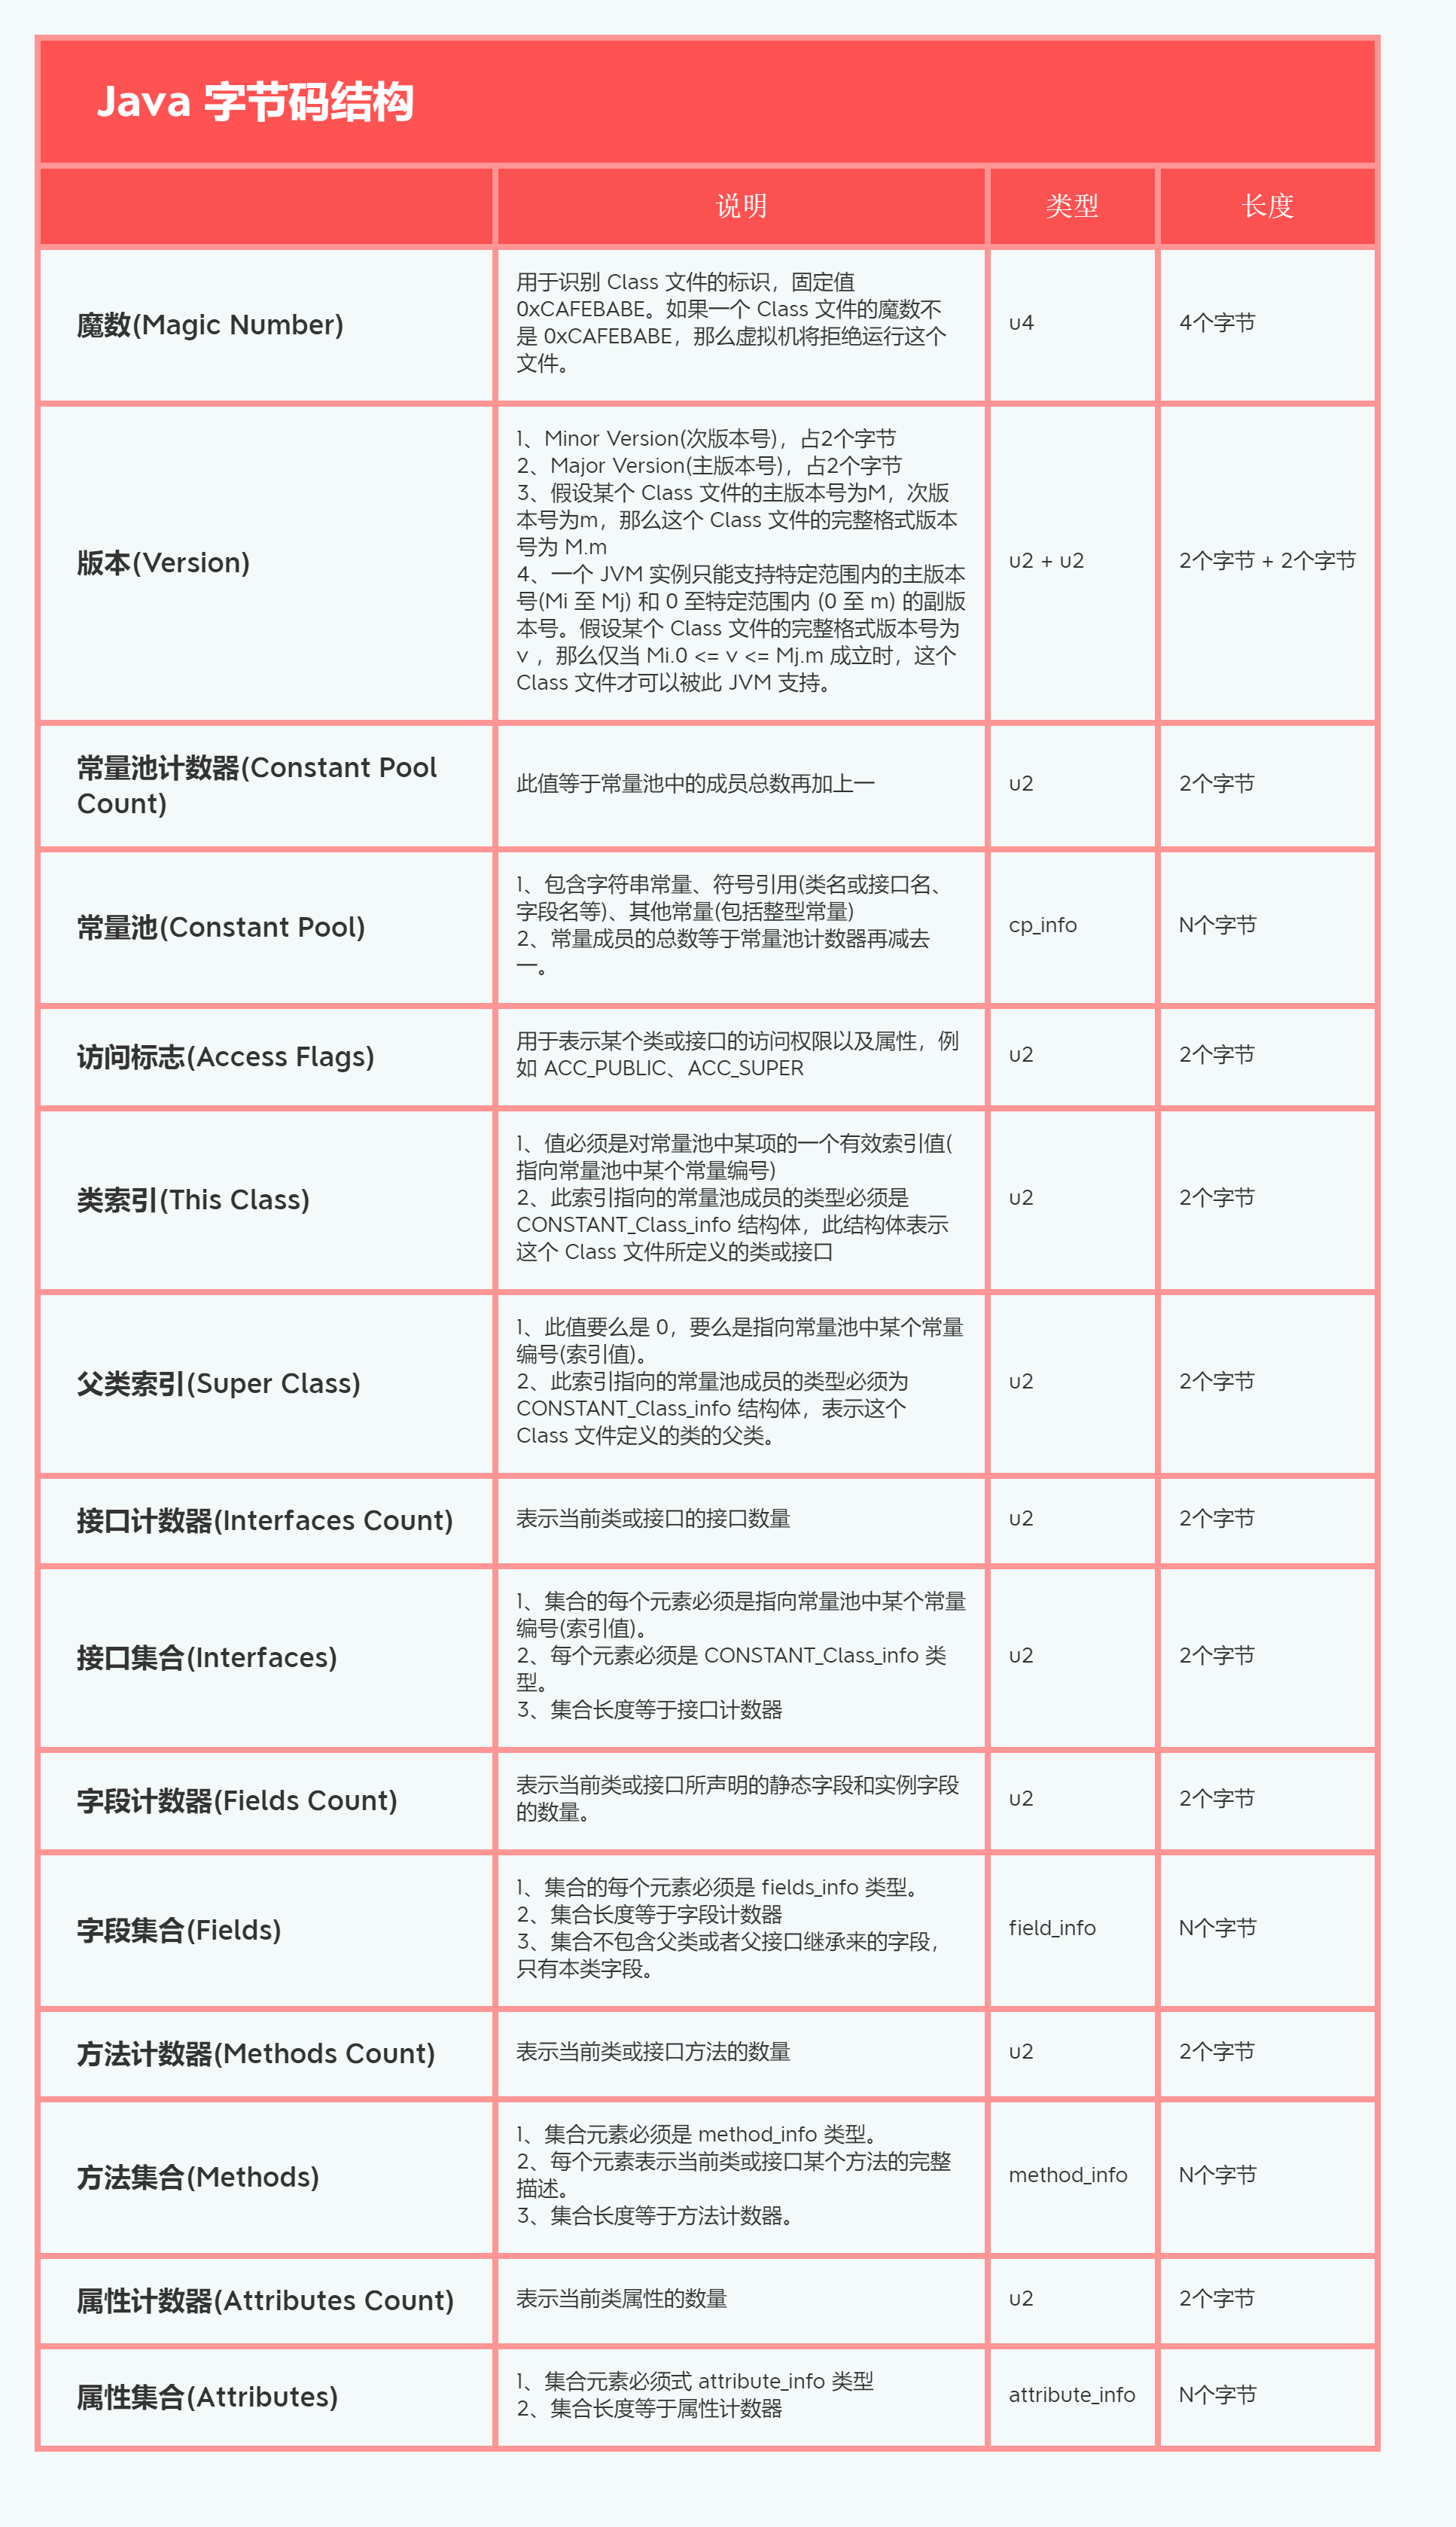 Java 字节码结构
说明
类型
长度
魔数(Magic Number)
用于识别 Class 文件的标识，固定值
0xCAFEBABE。如果一个 Class 文件的魔数不
是 0xCAFEBABE，那么虚拟机将拒绝运行这个
文件。
u4
4个字节
版本(Version)
1、Minor Version(次版本号)，占2个字节
2、Major Version(主版本号)，占2个字节
3、假设某个 Class 文件的主版本号为M，次版
本号为m，那么这个 Class 文件的完整格式版本
号为 M.m
4、一个 JVM 实例只能支持特定范围内的主版本
号(Mi 至 Mj) 和 0 至特定范围内 (0 至 m) 的副版
本号。假设某个 Class 文件的完整格式版本号为
v ，那么仅当 Mi.0 <= v <= Mj.m 成立时，这个
Class 文件才可以被此 JVM 支持。
u2 + u2
2个字节 + 2个字节
常量池计数器(Constant Pool
Count)
此值等于常量池中的成员总数再加上一
u2
2个字节
常量池(Constant Pool)
1、包含字符串常量、符号引用(类名或接口名、
字段名等)、其他常量(包括整型常量)
2、常量成员的总数等于常量池计数器再减去
一。
cp_info
N个字节
访问标志(Access Flags)
用于表示某个类或接口的访问权限以及属性，例
如 ACC_PUBLIC、ACC_SUPER
u2
2个字节
类索引(This Class)
1、值必须是对常量池中某项的一个有效索引值(
指向常量池中某个常量编号)
2、此索引指向的常量池成员的类型必须是
CONSTANT_Class_info 结构体，此结构体表示
这个 Class 文件所定义的类或接口
u2
2个字节
父类索引(Super Class)
1、此值要么是 0，要么是指向常量池中某个常量
编号(索引值)。
2、此索引指向的常量池成员的类型必须为
CONSTANT_Class_info 结构体，表示这个
Class 文件定义的类的父类。
u2
2个字节
接口计数器(Interfaces Count)
表示当前类或接口的接口数量
u2
2个字节
接口集合(Interfaces)
1、集合的每个元素必须是指向常量池中某个常量
编号(索引值)。
2、每个元素必须是 CONSTANT_Class_info 类
型。
3、集合长度等于接口计数器
u2
2个字节
字段计数器(Fields Count)
表示当前类或接口所声明的静态字段和实例字段
的数量。
u2
2个字节
字段集合(Fields)
1、集合的每个元素必须是 fields_info 类型。
2、集合长度等于字段计数器
3、集合不包含父类或者父接口继承来的字段，
只有本类字段。
field_info
N个字节
方法计数器(Methods Count)
表示当前类或接口方法的数量
u2
2个字节
方法集合(Methods)
1、集合元素必须是 method_info 类型。
2、每个元素表示当前类或接口某个方法的完整
描述。
3、集合长度等于方法计数器。
method_info
N个字节
属性计数器(Attributes Count)
表示当前类属性的数量
u2
2个字节
属性集合(Attributes)
1、集合元素必须式 attribute_info 类型
2、集合长度等于属性计数器
attribute_info
N个字节